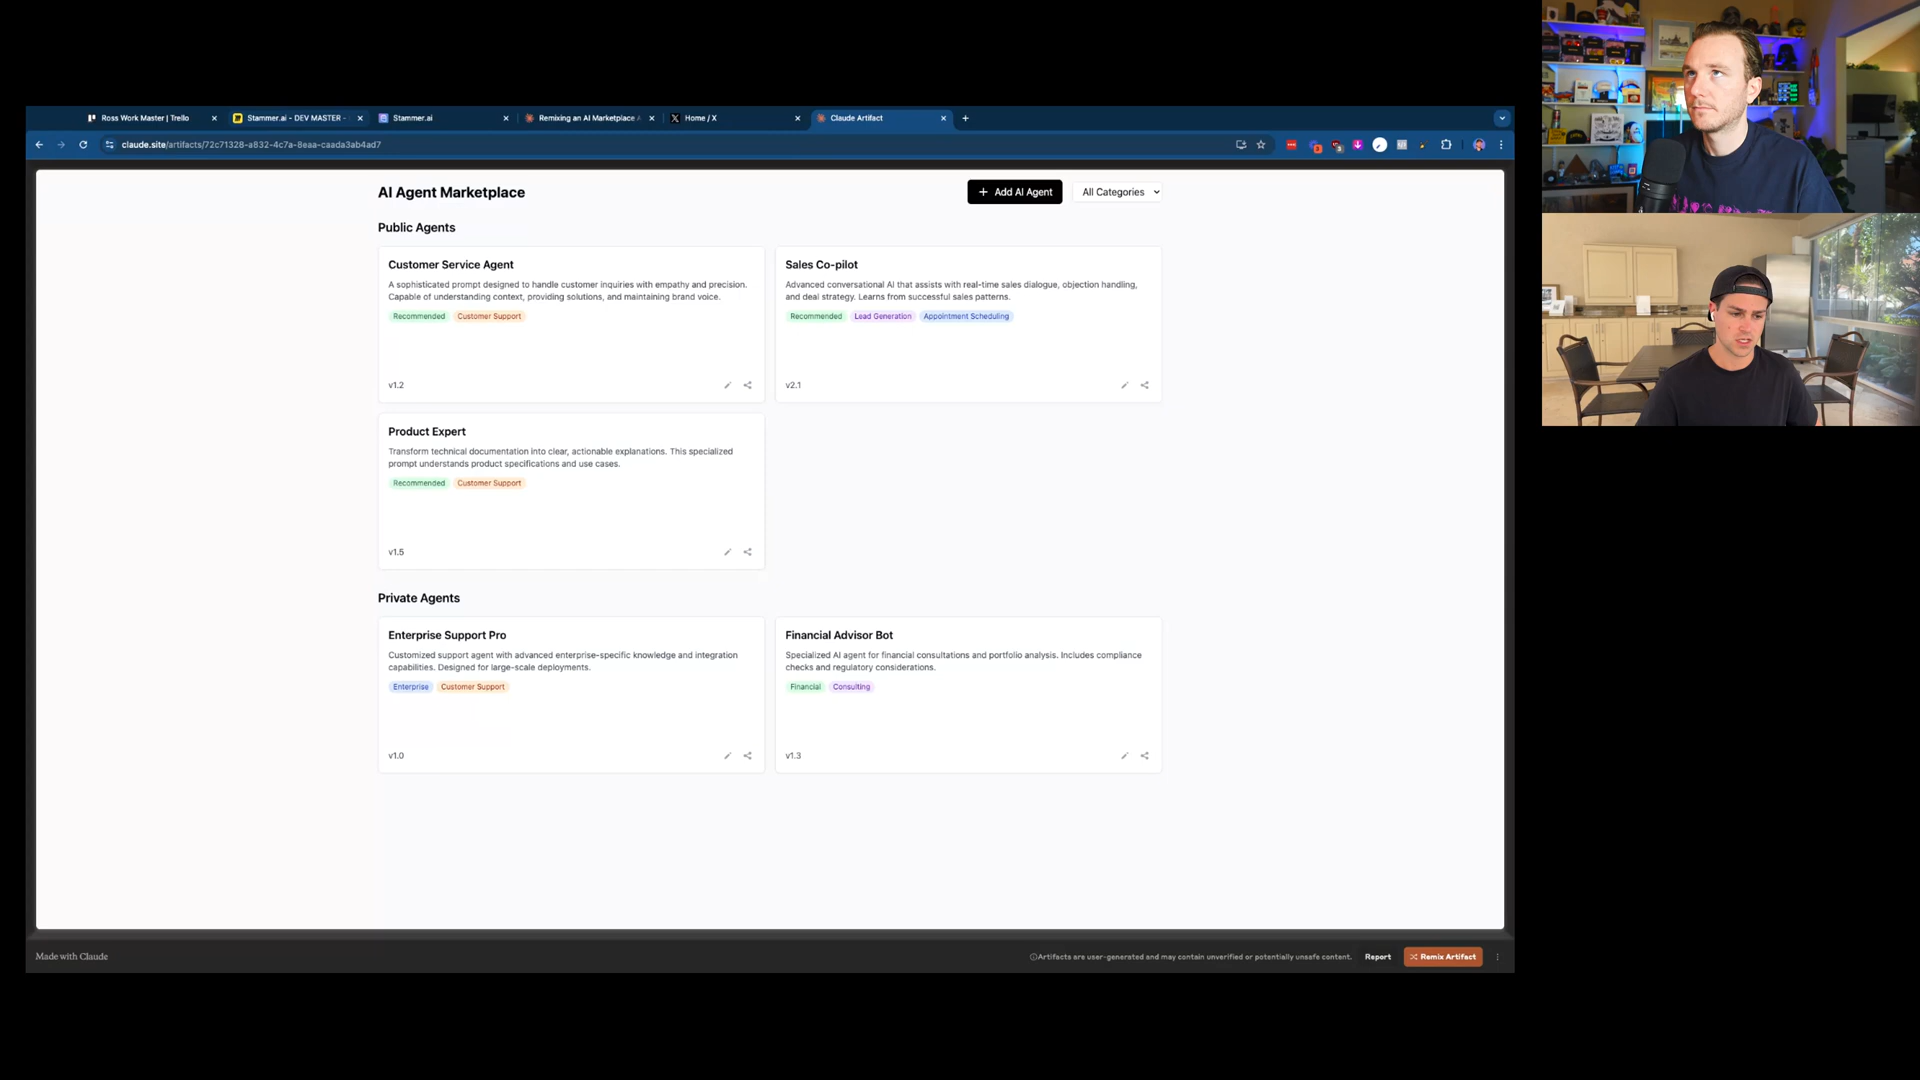 Ross Work Master | Trello
Stammer.ai - DEV MASTER -
Stammer.ai
Remixing an AI Marketplace
Home / X
Claude Artifact
claude.site/artifacts/72c71328-a832-4c7a-8eaa-caada3ab4ad7
AI Agent Marketplace
+ Add AI Agent
All Categories
Public Agents
Customer Service Agent
A sophisticated prompt designed to handle customer inquiries with empathy and precision.
Capable of understanding context, providing solutions, and maintaining brand voice.
Recommended
Customer Support
v1.2
Sales Co-pilot
Advanced conversational AI that assists with real-time sales dialogue, objection handling,
and deal strategy. Learns from successful sales patterns.
Recommended
Lead Generation
Appointment Scheduling
v2.1
Product Expert
Transform technical documentation into clear, actionable explanations. This specialized
prompt understands product specifications and use cases.
Recommended
Customer Support
v1.5
Private Agents
Enterprise Support Pro
Customized support agent with advanced enterprise-specific knowledge and integration
capabilities. Designed for large-scale deployments.
Enterprise
Customer Support
v1.0
Financial Advisor Bot
Specialized AI agent for financial consultations and portfolio analysis. Includes compliance
checks and regulatory considerations.
Financial
Consulting
v1.3
Made with Claude
Artifacts are user-generated and may contain unverified or potentially unsafe content.
Report
Remix Artifact